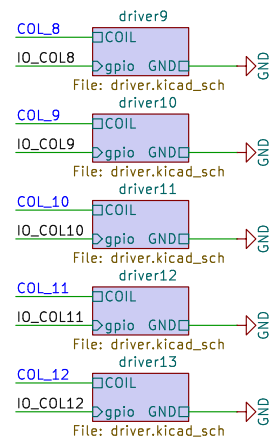 driver9
COL_8
COIL
IO_COL8
gpio GND
GND
File: driver.kicad_sch
driver10
COL_9
COIL
IO_COL9
gpio GND
GND
File: driver.kicad_sch
driver11
COL_10
COIL
IO_COL10
gpio GND
GND
File: driver.kicad_sch
driver12
COL_11
COIL
IO_COL11
gpio GND
GND
File: driver.kicad_sch
driver13
COL_12
COIL
IO_COL12
gpio GND
GND
File: driver.kicad_sch